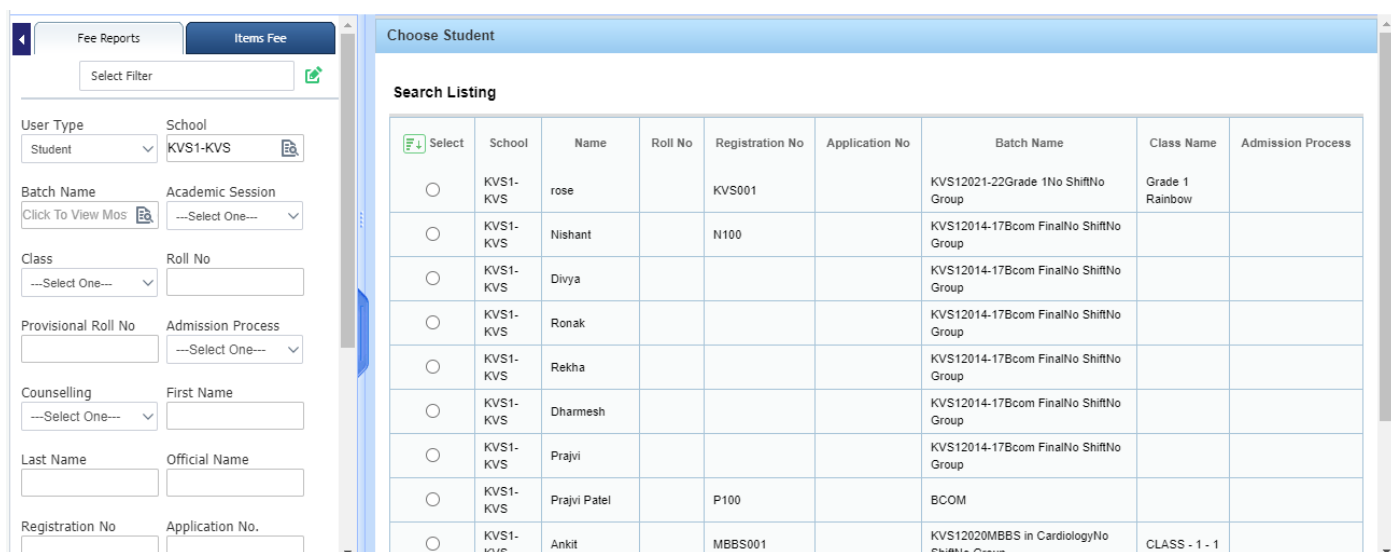 Fee Reports
Items Fee
Select Filter
User Type
School
Student
KVS1-KVS
Batch Name
Academic Session
Click To View Mos
---Select One---
Class
Roll No
---Select One---
Provisional Roll No
Admission Process
---Select One---
Counselling
First Name
---Select One---
Last Name
Official Name
Registration No
Application No.
Choose Student
Search Listing
Select School Name Roll No Registration No Application No Batch Name Class Name Admission Process
KVS1-
KVS
rose
KVS001
KVS12021-22Grade 1No ShiftNo
Group
Grade 1
Rainbow
KVS1-
KVS
Nishant
N100
KVS12014-17Bcom FinalNo ShiftNo
Group
KVS1-
KVS
Divya
KVS12014-17Bcom FinalNo ShiftNo
Group
KVS1-
KVS
Ronak
KVS12014-17Bcom FinalNo ShiftNo
Group
KVS1-
KVS
Rekha
KVS12014-17Bcom FinalNo ShiftNo
Group
KVS1-
KVS
Dharmesh
KVS12014-17Bcom FinalNo ShiftNo
Group
KVS1-
KVS
Prajvi
KVS12014-17Bcom FinalNo ShiftNo
Group
KVS1-
KVS
Prajvi Patel
P100
BCOM
KVS1-
KVS
Ankit
MBBS001
KVS12020MBBS in CardiologyNo
ShiftNo Group
CLASS - 1 - 1